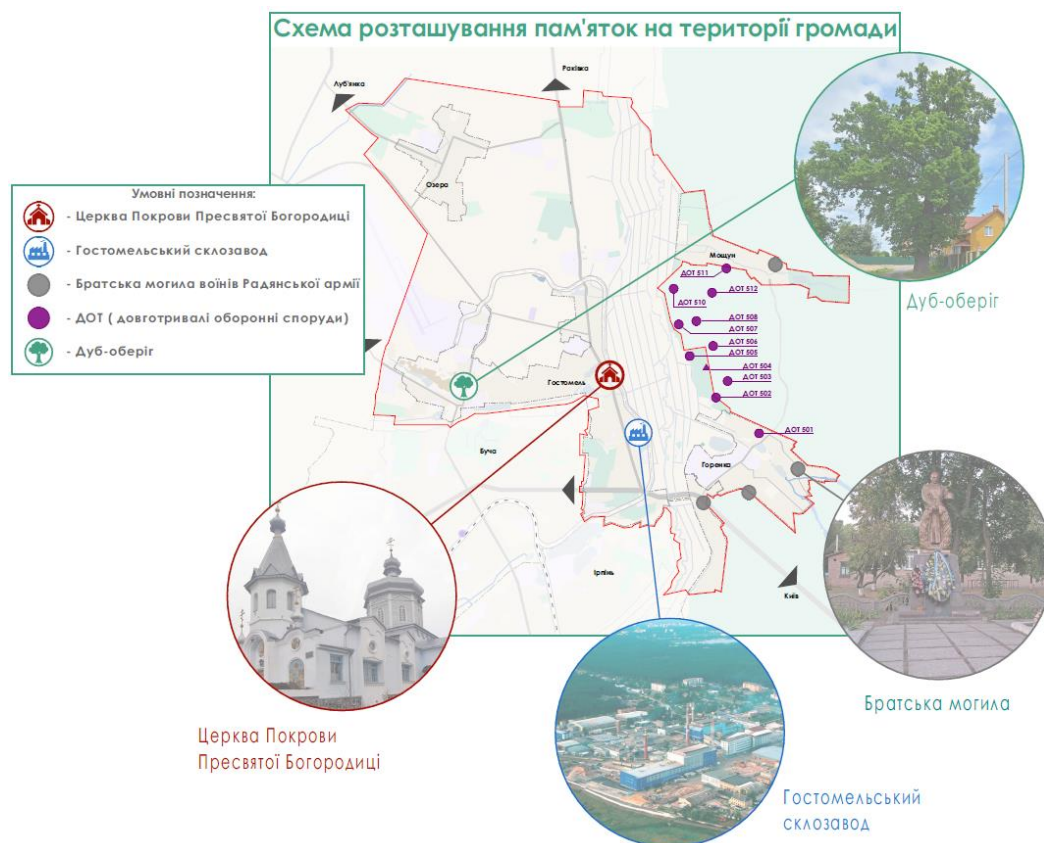 Схема розташування пам'яток на території громади
Раківка
Луб'янка
Озера
Умовні позначення:
- Церква Покрови Пресвятої Богородиці
- Гостомельський склозавод
- Братська могила воїнів Радянської армії
- ДОТ ( довготривалі оборонні споруди)
- Дуб-оберіг
Мощун
ДОТ 511
ДОТ 512
ДОТ 510
ДОТ 508
ДОТ 507
ДОТ 506
ДОТ 505
ДОТ 504
ДОТ 503
ДОТ 502
ДОТ 501
Дуб-оберіг
Гостомель
Буча
Горенка
Ірпінь
Київ
Братська могила
Церква Покрови
Пресвятої Богородиці
Гостомельський
склозавод